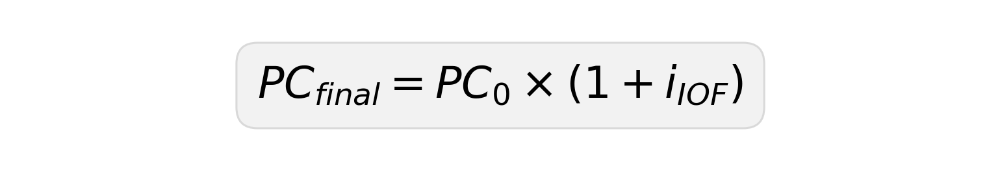 PC_final = PC_0 × (1 + i_IOF)